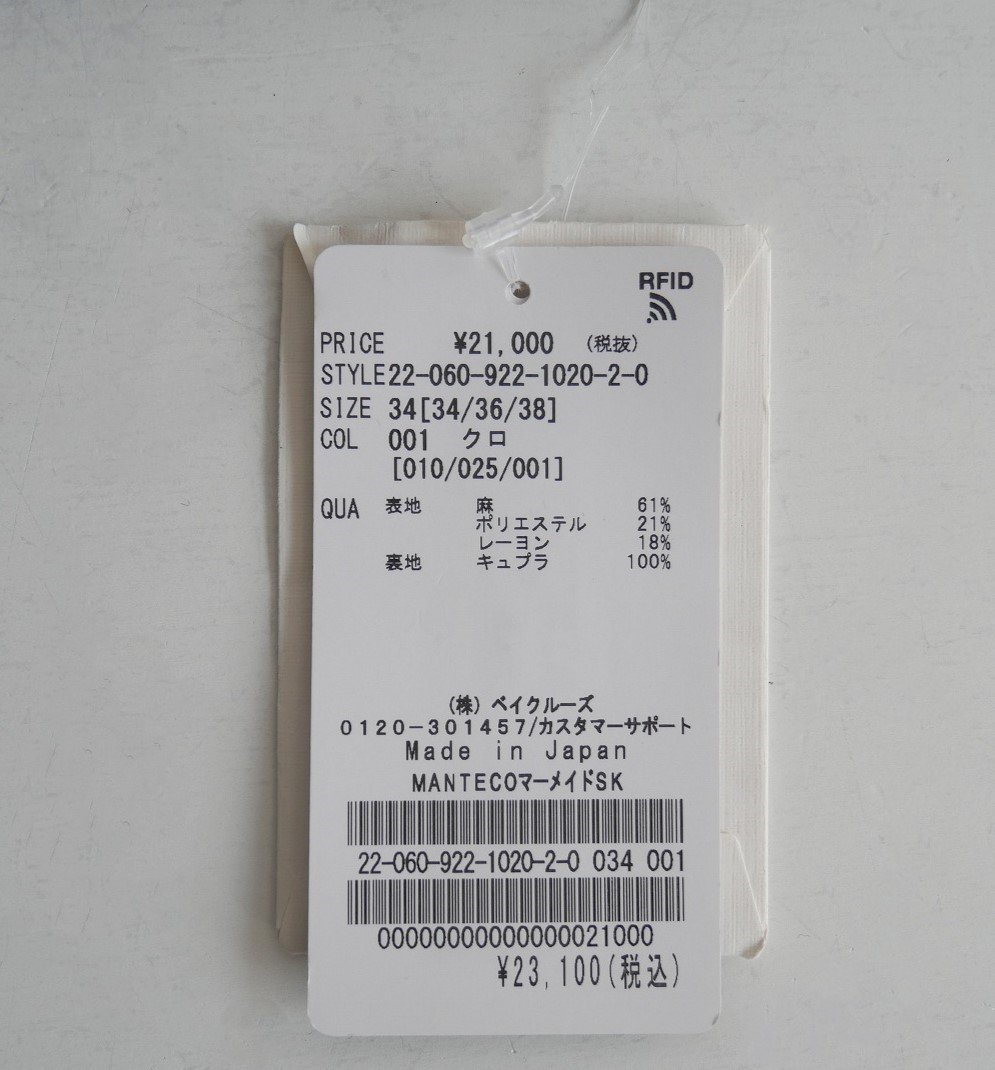 RFID
PRICE ¥21,000 (税抜)
STYLE22-060-922-1020-2-0
SIZE 34[34/36/38]
COL 001 クロ
[010/025/001]
QUA 表地 麻 61%
ポリエステル 21%
レーヨン 18%
裏地 キュプラ 100%
(株) ベイクルーズ
0120-301457/カスタマーサポート
Made in Japan
MANTECOマーメイドSK
22-060-922-1020-2-0 034 001
00000000000000021000
¥23,100(税込)